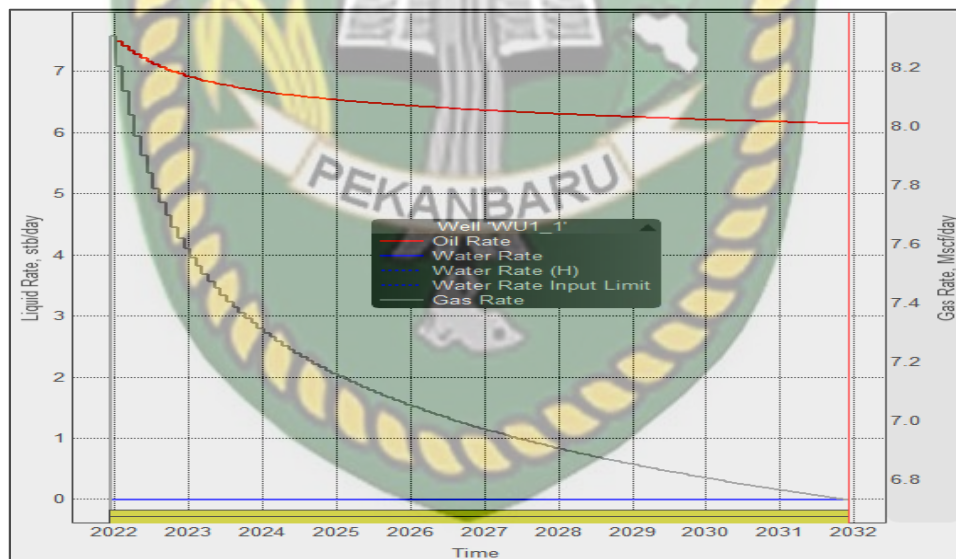 7
6
5
4
3
2
1
0
Liquid Rate, stb/day
8.2
8.0
7.8
7.6
7.4
7.2
7.0
6.8
Gas Rate, Mscf/day
PEKANBARU
Well 'WU1_1'
Oil Rate
Water Rate
Water Rate (H)
Water Rate Input Limit
Gas Rate
2022 2023 2024 2025 2026 2027 2028 2029 2030 2031 2032
Time